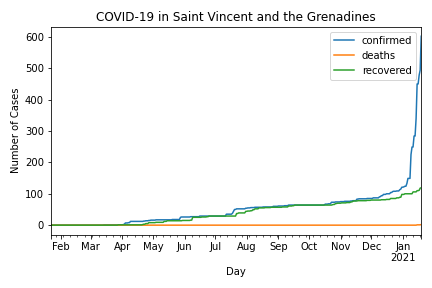 COVID-19 in Saint Vincent and the Grenadines
confirmed
deaths
recovered
Number of Cases
600
500
400
300
200
100
0
Feb Mar Apr May Jun Jul Aug Sep Oct Nov Dec Jan
2021
Day